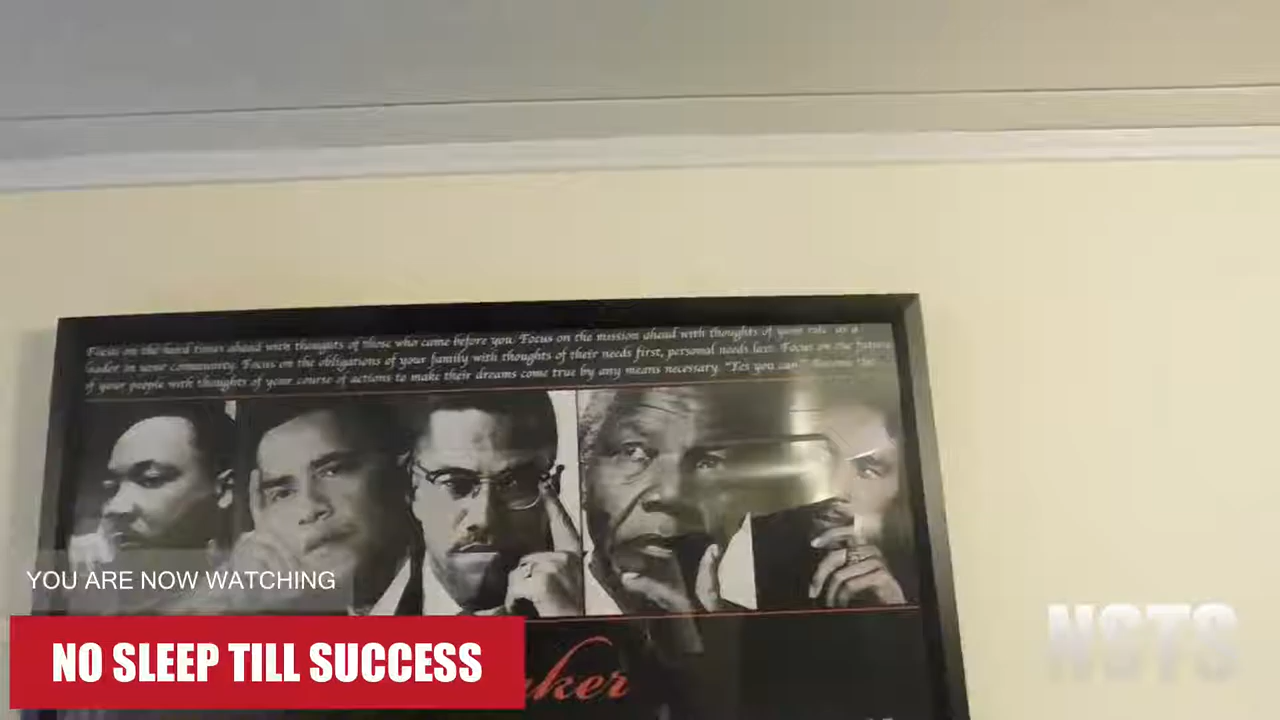 Focus on the hard times ahead with thoughts of those who came before you. Focus on the mission ahead with thoughts of your role as a
leader in your community. Focus on the obligations of your family with thoughts of their needs first, personal needs last. Focus on the future
of your people with thoughts of your course of actions to make their dreams come true by any means necessary. "Yes you can"
YOU ARE NOW WATCHING
NO SLEEP TILL SUCCESS
aker
NSTS